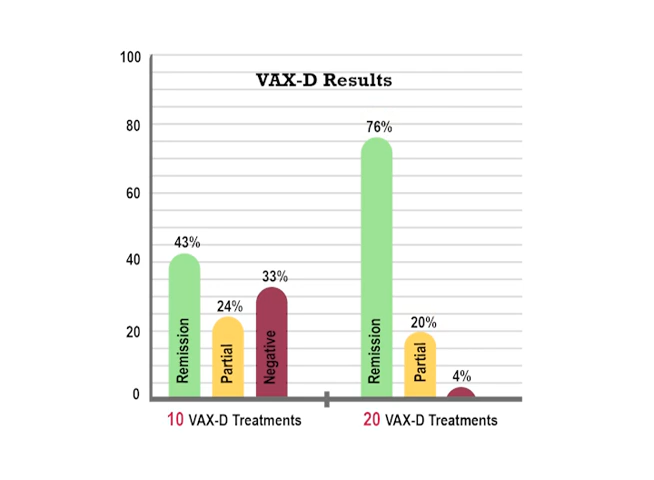 VAX-D Results
100
80
60
40
20
0
43%
24%
33%
76%
20%
4%
Remission
Partial
Negative
Remission
Partial
10 VAX-D Treatments
20 VAX-D Treatments